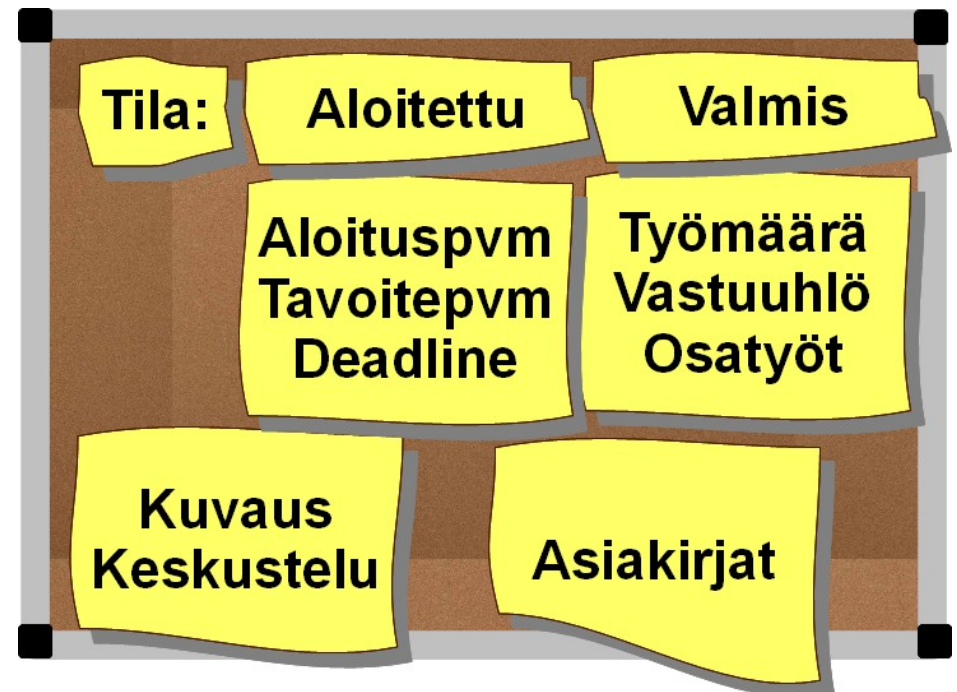 Tila:
Aloitettu
Valmis
Aloituspvm
Tavoitepvm
Deadline
Työmäärä
Vastuuhlö
Osatyöt
Kuvaus
Keskustelu
Asiakirjat